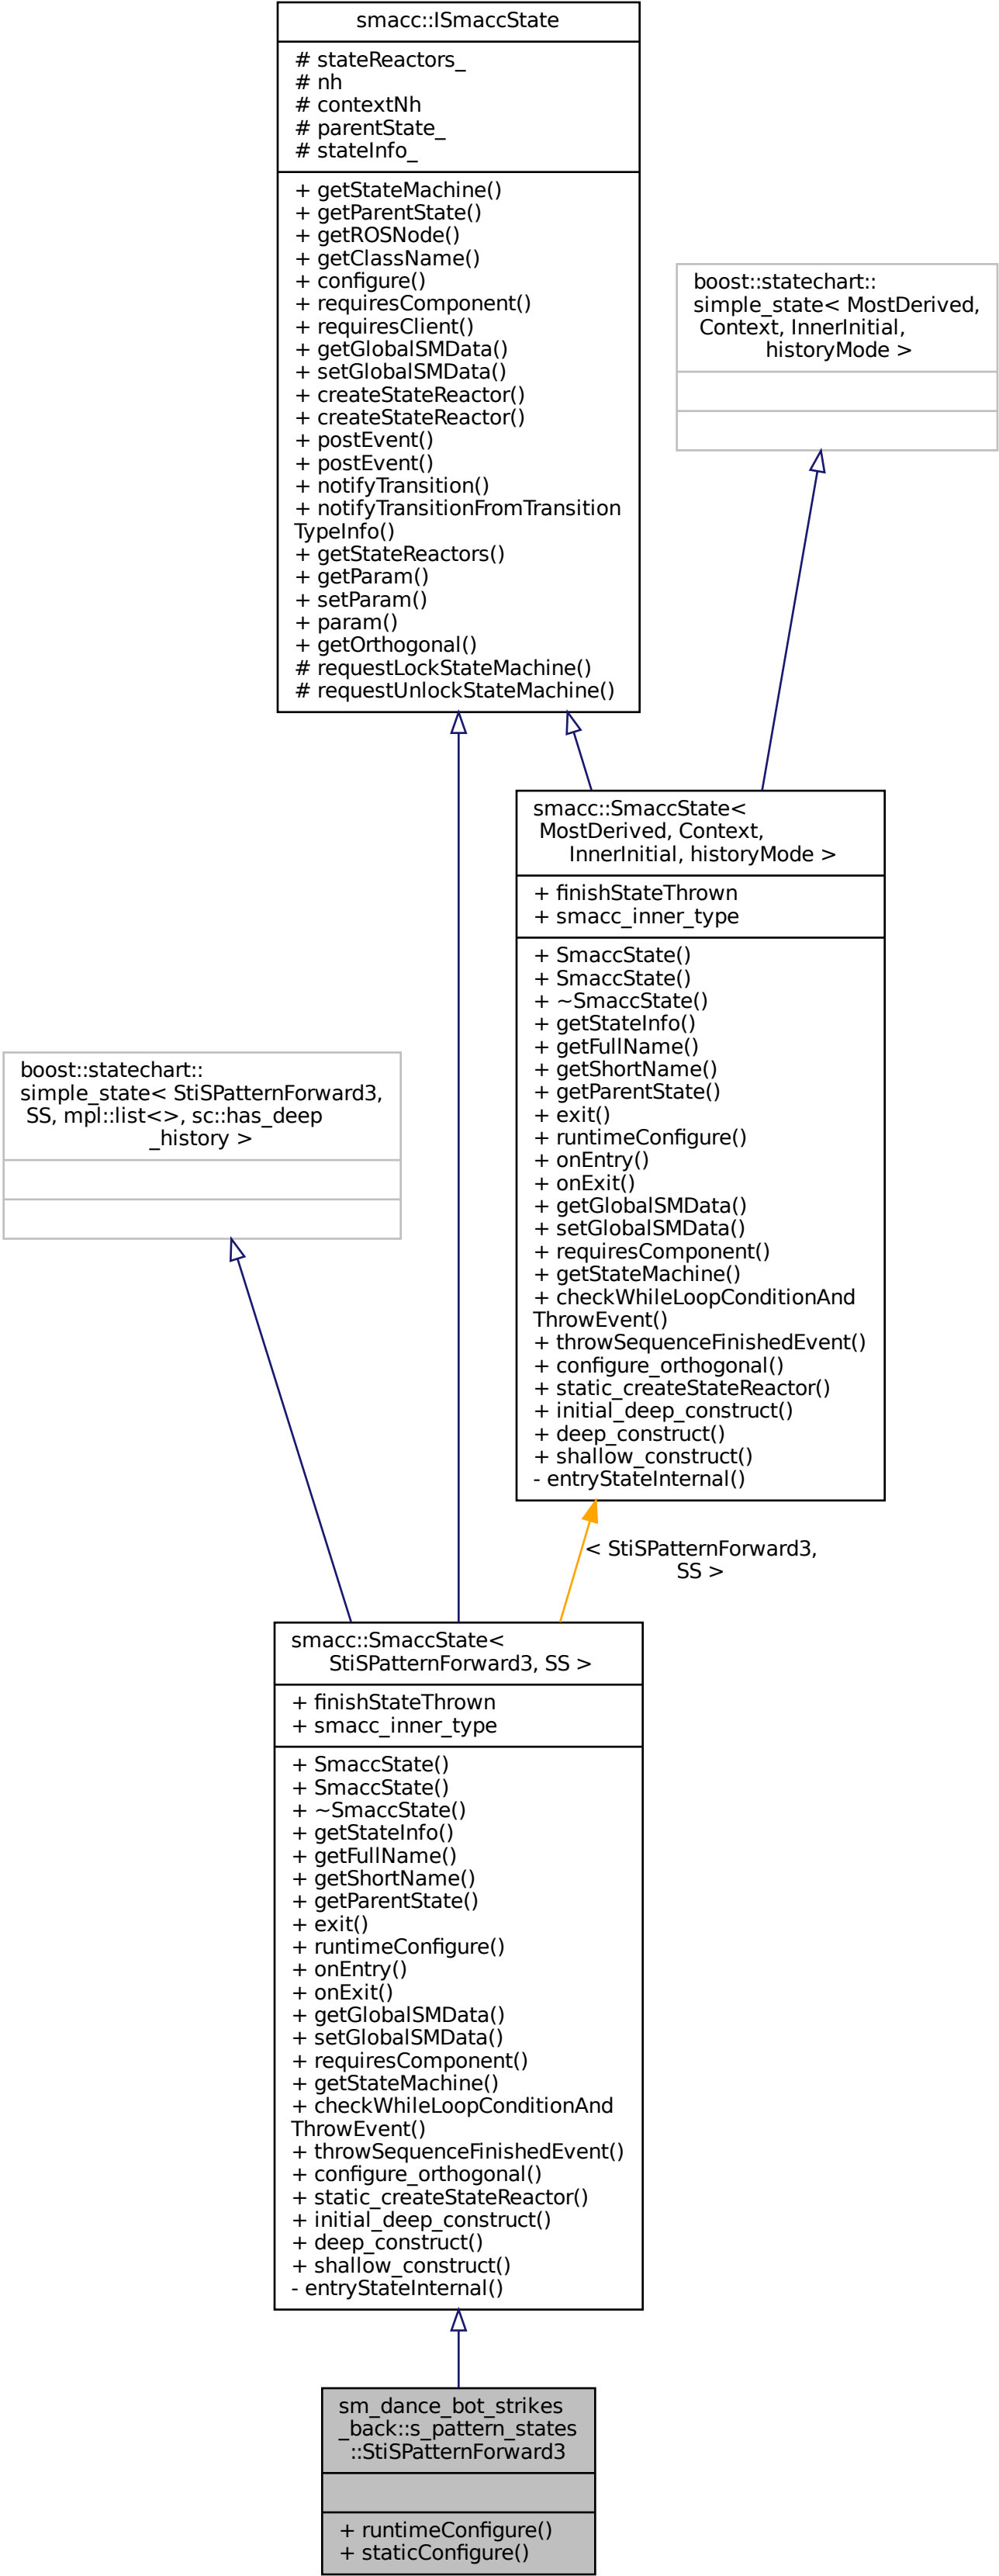 smacc::ISmaccState
# stateReactors_
# nh
# contextNh
# parentState_
# stateInfo_
+ getStateMachine()
+ getParentState()
+ getROSNode()
+ getClassName()
+ configure()
+ requiresComponent()
+ requiresClient()
+ getGlobalSMData()
+ setGlobalSMData()
+ createStateReactor()
+ createStateReactor()
+ postEvent()
+ postEvent()
+ notifyTransition()
+ notifyTransitionFromTransition
TypeInfo()
+ getStateReactors()
+ getParam()
+ setParam()
+ param()
+ getOrthogonal()
# requestLockStateMachine()
# requestUnlockStateMachine()
boost::statechart::
simple_state< MostDerived,
Context, InnerInitial,
historyMode >
smacc::SmaccState<
MostDerived, Context,
InnerInitial, historyMode >
+ finishStateThrown
+ smacc_inner_type
+ SmaccState()
+ SmaccState()
+ ~SmaccState()
+ getStateInfo()
+ getFullName()
+ getShortName()
+ getParentState()
+ exit()
+ runtimeConfigure()
+ onEntry()
+ onExit()
+ getGlobalSMData()
+ setGlobalSMData()
+ requiresComponent()
+ getStateMachine()
+ checkWhileLoopConditionAnd
ThrowEvent()
+ throwSequenceFinishedEvent()
+ configure_orthogonal()
+ static_createStateReactor()
+ initial_deep_construct()
+ deep_construct()
+ shallow_construct()
- entryStateInternal()
boost::statechart::
simple_state< StiSPatternForward3,
SS, mpl::list<>, sc::has_deep
_history >
< StiSPatternForward3,
SS >
smacc::SmaccState<
StiSPatternForward3, SS >
+ finishStateThrown
+ smacc_inner_type
+ SmaccState()
+ SmaccState()
+ ~SmaccState()
+ getStateInfo()
+ getFullName()
+ getShortName()
+ getParentState()
+ exit()
+ runtimeConfigure()
+ onEntry()
+ onExit()
+ getGlobalSMData()
+ setGlobalSMData()
+ requiresComponent()
+ getStateMachine()
+ checkWhileLoopConditionAnd
ThrowEvent()
+ throwSequenceFinishedEvent()
+ configure_orthogonal()
+ static_createStateReactor()
+ initial_deep_construct()
+ deep_construct()
+ shallow_construct()
- entryStateInternal()
sm_dance_bot_strikes
_back::s_pattern_states
::StiSPatternForward3
+ runtimeConfigure()
+ staticConfigure()